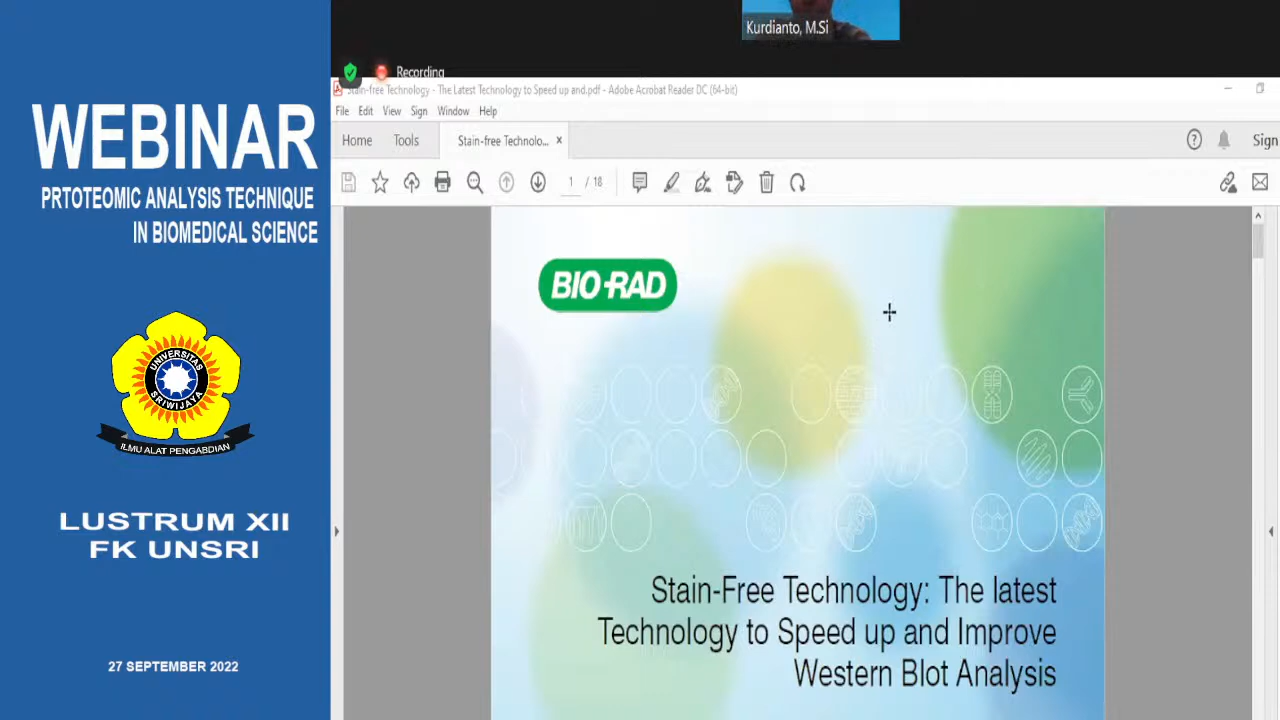 WEBINAR
PRTOTEOMIC ANALYSIS TECHNIQUE
IN BIOMEDICAL SCIENCE
UNIVERSITAS
SRIWIJAYA
ILMU ALAT PENGABDIAN
LUSTRUM XII
FK UNSRI
27 SEPTEMBER 2022
Kurdianto, M.Si
Recording
Stain-free Technology - The Latest Technology to Speed up and.pdf - Adobe Acrobat Reader DC (64-bit)
File Edit View Sign Window Help
Home Tools Stain-free Technolo... × Sign
1 / 18
BIO-RAD
Stain-Free Technology: The latest
Technology to Speed up and Improve
Western Blot Analysis